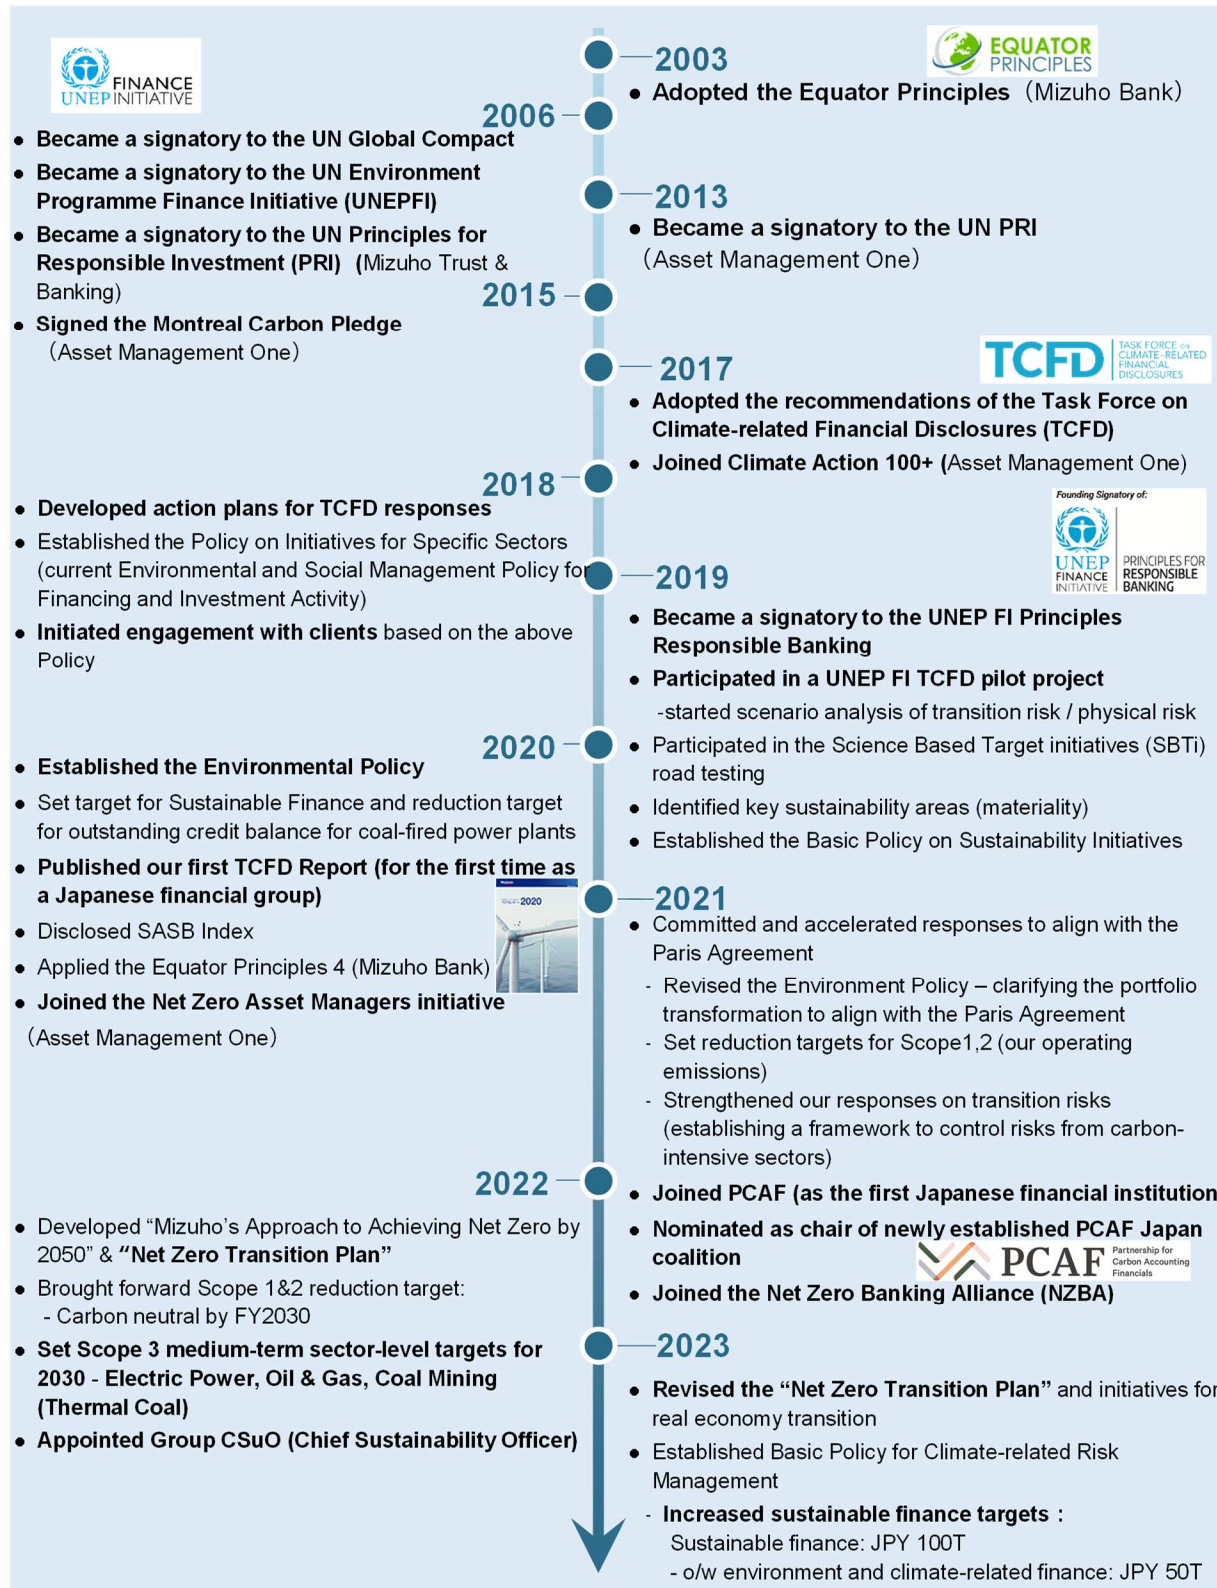 FINANCE
UNEP INITIATIVE
2003
EQUATOR
PRINCIPLES
● Adopted the Equator Principles（Mizuho Bank）
2006
● Became a signatory to the UN Global Compact
● Became a signatory to the UN Environment
Programme Finance Initiative (UNEPFI)
● Became a signatory to the UN Principles for
Responsible Investment (PRI) (Mizuho Trust &
Banking)
2013
● Became a signatory to the UN PRI
（Asset Management One）
2015
● Signed the Montreal Carbon Pledge
（Asset Management One）
2017
TCFD
TASK FORCE ON
CLIMATE-RELATED
FINANCIAL
DISCLOSURES
● Adopted the recommendations of the Task Force on
Climate-related Financial Disclosures (TCFD)
● Joined Climate Action 100+ (Asset Management One)
2018
● Developed action plans for TCFD responses
● Established the Policy on Initiatives for Specific Sectors
(current Environmental and Social Management Policy for
Financing and Investment Activity)
● Initiated engagement with clients based on the above
Policy
2019
Founding Signatory of:
UNEP
FINANCE
INITIATIVE
PRINCIPLES FOR
RESPONSIBLE
BANKING
● Became a signatory to the UNEP FI Principles
Responsible Banking
● Participated in a UNEP FI TCFD pilot project
-started scenario analysis of transition risk / physical risk
● Participated in the Science Based Target initiatives (SBTi)
road testing
● Identified key sustainability areas (materiality)
● Established the Basic Policy on Sustainability Initiatives
2020
● Established the Environmental Policy
● Set target for Sustainable Finance and reduction target
for outstanding credit balance for coal-fired power plants
● Published our first TCFD Report (for the first time as
a Japanese financial group)
2020
● Disclosed SASB Index
● Applied the Equator Principles 4 (Mizuho Bank)
● Joined the Net Zero Asset Managers initiative
（Asset Management One）
2021
● Committed and accelerated responses to align with the
Paris Agreement
- Revised the Environment Policy – clarifying the portfolio
transformation to align with the Paris Agreement
- Set reduction targets for Scope1,2 (our operating
emissions)
- Strengthened our responses on transition risks
(establishing a framework to control risks from carbon-
intensive sectors)
● Joined PCAF (as the first Japanese financial institution
● Nominated as chair of newly established PCAF Japan
coalition
PCAF
Partnership for
Carbon Accounting
Financials
● Joined the Net Zero Banking Alliance (NZBA)
2022
● Developed “Mizuho’s Approach to Achieving Net Zero by
2050” & “Net Zero Transition Plan”
● Brought forward Scope 1&2 reduction target:
- Carbon neutral by FY2030
● Set Scope 3 medium-term sector-level targets for
2030 - Electric Power, Oil & Gas, Coal Mining
(Thermal Coal)
● Appointed Group CSuO (Chief Sustainability Officer)
2023
● Revised the “Net Zero Transition Plan” and initiatives for
real economy transition
● Established Basic Policy for Climate-related Risk
Management
- Increased sustainable finance targets：
Sustainable finance: JPY 100T
- o/w environment and climate-related finance: JPY 50T